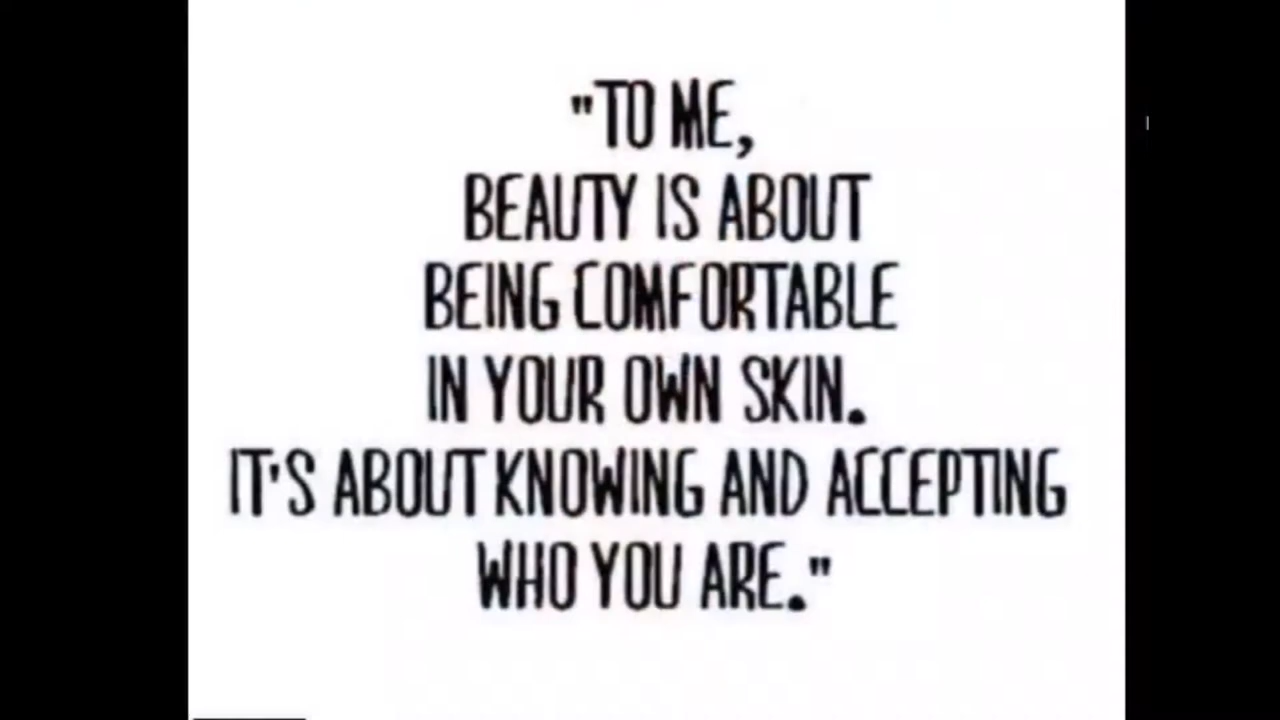 "TO ME,
BEAUTY IS ABOUT
BEING COMFORTABLE
IN YOUR OWN SKIN.
IT'S ABOUT KNOWING AND ACCEPTING
WHO YOU ARE."